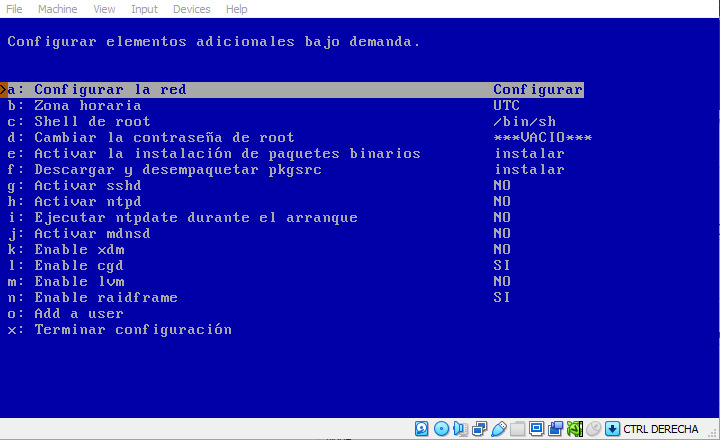 File Machine View Input Devices Help
Configurar elementos adicionales bajo demanda.
>a: Configurar la red Configurar
b: Zona horaria UTC
c: Shell de root /bin/sh
d: Cambiar la contraseña de root ***VACIO***
e: Activar la instalación de paquetes binarios instalar
f: Descargar y desempaquetar pkgsrc instalar
g: Activar sshd NO
h: Activar ntpd NO
i: Ejecutar ntpdate durante el arranque NO
j: Activar mdnsd NO
k: Enable xdm NO
l: Enable cgd SI
m: Enable lvm NO
n: Enable raidframe SI
o: Add a user
x: Terminar configuración
CTRL DERECHA